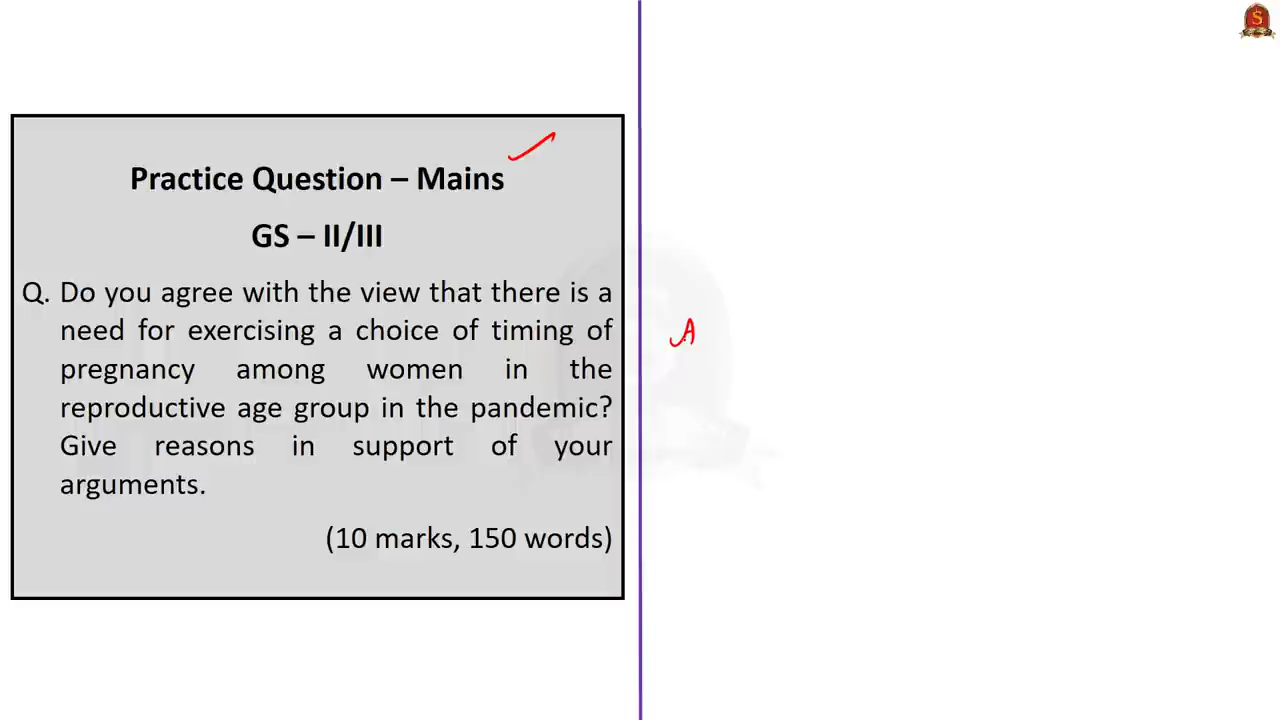 Practice Question – Mains
GS – II/III
Q. Do you agree with the view that there is a
need for exercising a choice of timing of
pregnancy among women in the
reproductive age group in the pandemic?
Give reasons in support of your
arguments.
(10 marks, 150 words)
A
S